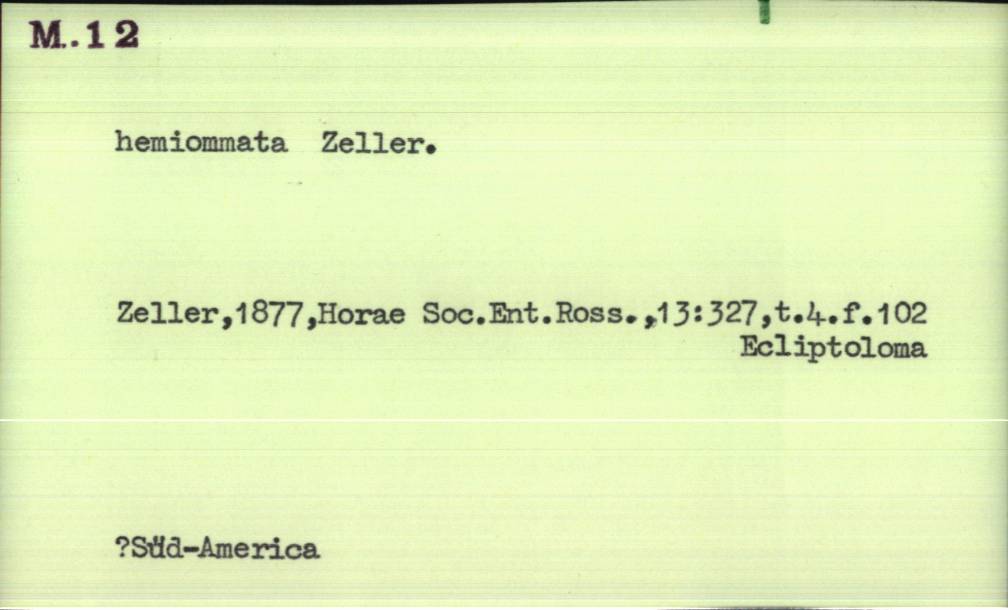 M.12
hemiommata Zeller.
Zeller,1877,Horae Soc.Ent.Ross.,13:327,t.4.f.102
Ecliptoloma
?Süd-America